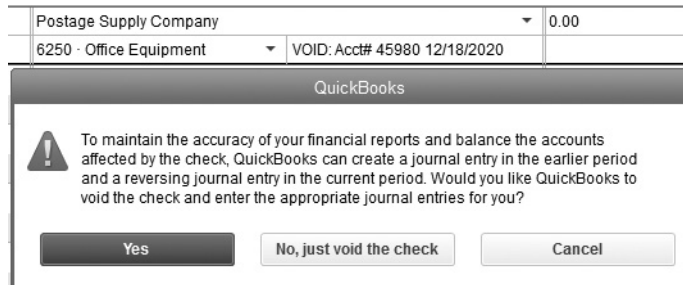 Postage Supply Company 0.00
6250 · Office Equipment VOID: Acct# 45980 12/18/2020
QuickBooks
To maintain the accuracy of your financial reports and balance the accounts
affected by the check, QuickBooks can create a journal entry in the earlier period
and a reversing journal entry in the current period. Would you like QuickBooks to
void the check and enter the appropriate journal entries for you?
Yes No, just void the check Cancel